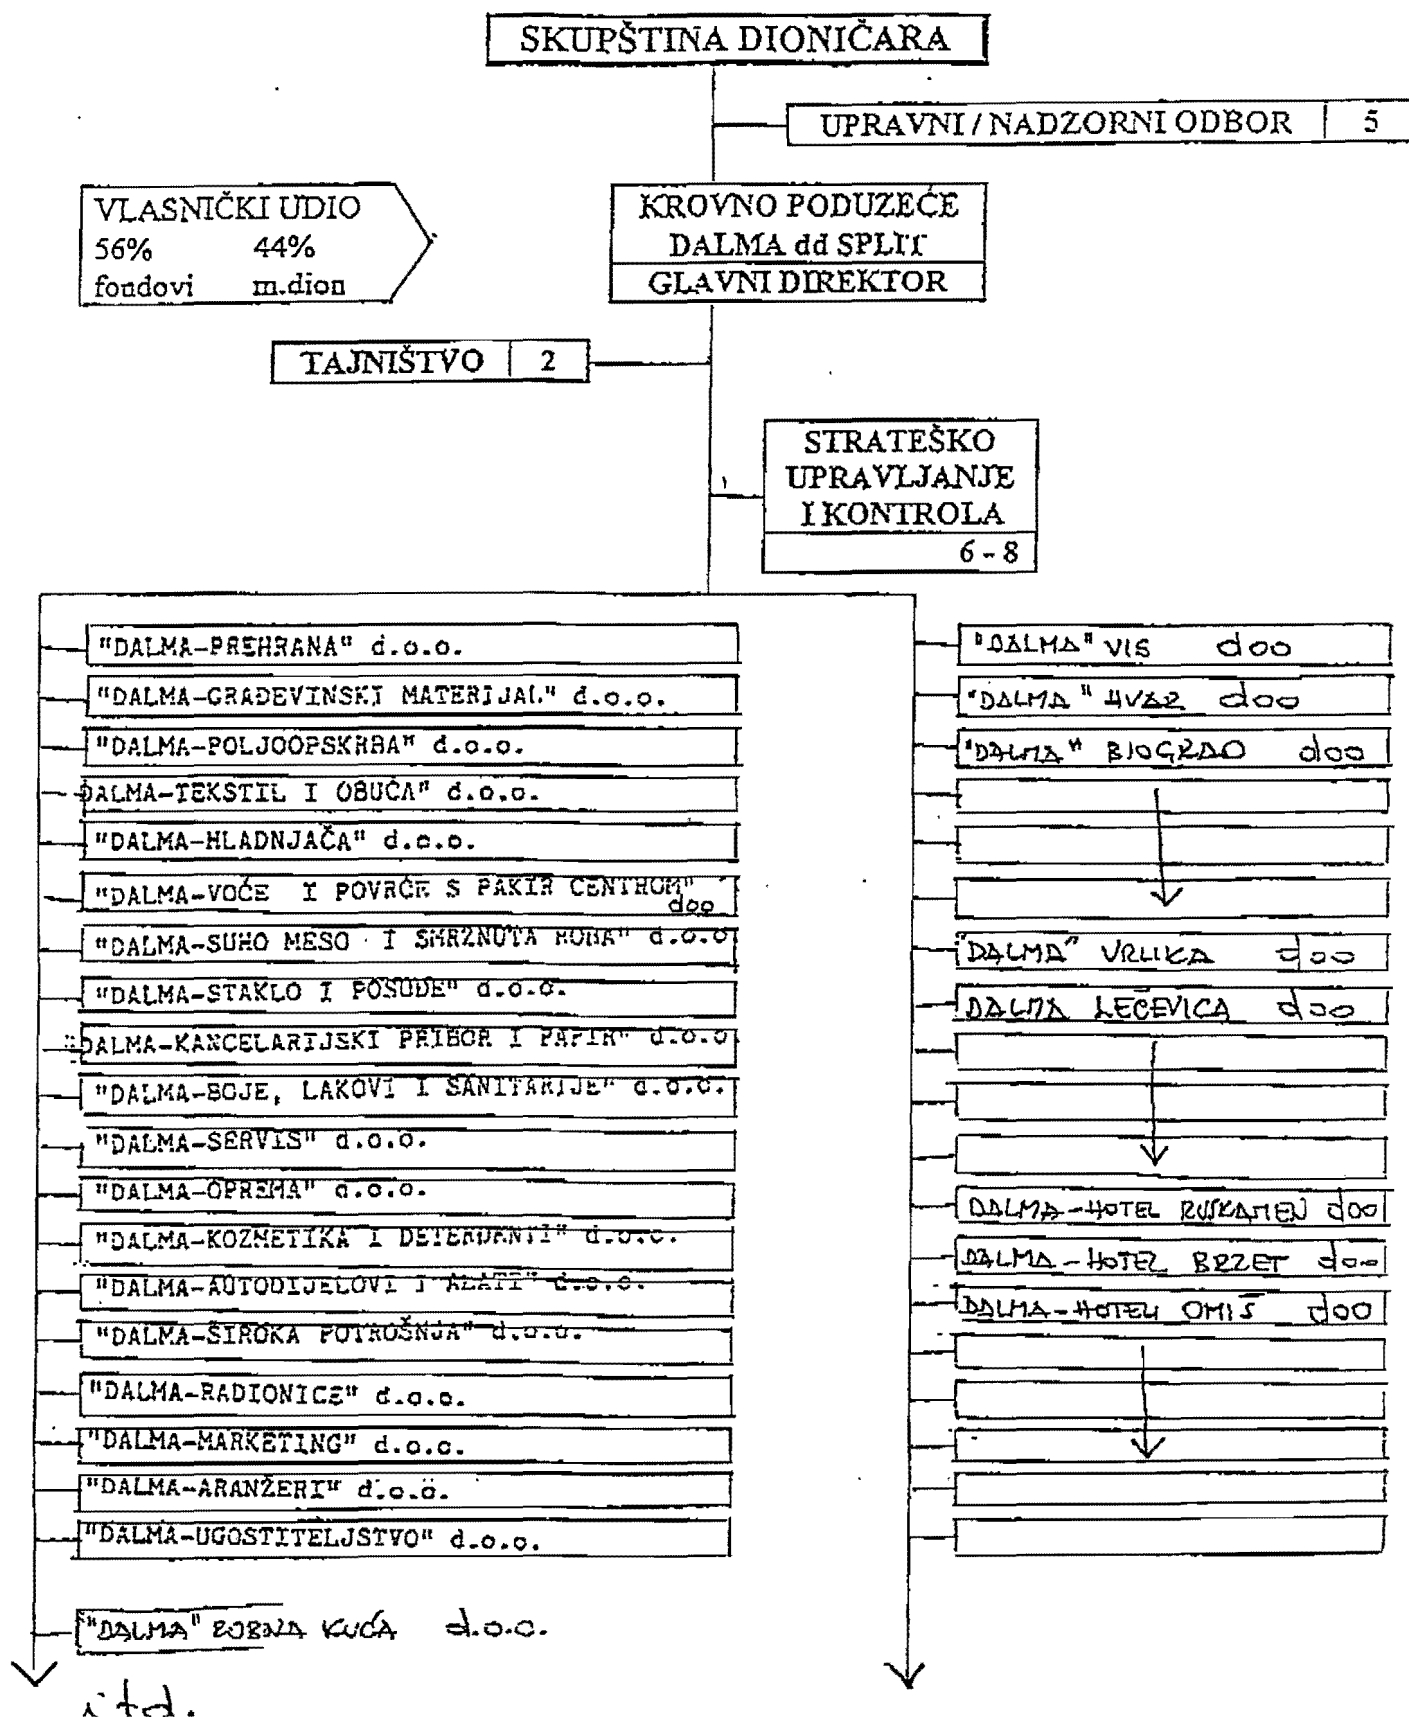 SKUPŠTINA DIONIČARA
UPRAVNI / NADZORNI ODBOR 5
VLASNIČKI UDIO
56% 44%
fondovi m.dion
KROVNO PODUZEĆE
DALMA dd SPLIT
GLAVNI DIREKTOR
TAJNIŠTVO 2
STRATEŠKO
UPRAVLJANJE
I KONTROLA
6 - 8
"DALMA-PREHRANA" d.o.o.
"DALMA-GRAĐEVINSKI MATERIJAL" d.o.o.
"DALMA-POLJOOPSKRBA" d.o.o.
DALMA-TEKSTIL I OBUĆA" d.o.o.
"DALMA-HLADNJAČA" d.o.o.
"DALMA-VOĆE I POVRĆE S PAKIR CENTROM"
doo
"DALMA-SUHO MESO I SMRZNUTA ROBA" d.o.o
"DALMA-STAKLO I POSUĐE" d.o.o.
"DALMA-KANCELARIJSKI PRIBOR I PAPIR" d.o.o
"DALMA-BOJE, LAKOVI I SANITARIJE" d.o.o.
"DALMA-SERVIS" d.o.o.
"DALMA-OPREMA" d.o.o.
"DALMA-KOZMETIKA I DETERDENTI" d.o.o.
"DALMA-AUTODIJELOVI I ALATI" d.o.o.
"DALMA-ŠIROKA POTROŠNJA" d.o.o.
"DALMA-RADIONICE" d.o.o.
"DALMA-MARKETING" d.o.o.
"DALMA-ARANŽERI" d.o.o.
"DALMA-UGOSTITELJSTVO" d.o.o.
"DALMA" ROBNA KUĆA d.o.o.
itd.
"DALMA" VIS doo
"DALMA" HVAR doo
"DALMA" BIOGRAD doo
"DALMA" VRLIKA doo
DALMA LEĆEVICA doo
DALMA-HOTEL RUSKAMEN doo
DALMA-HOTEL BRZET doo
DALMA-HOTELI OMIŠ doo